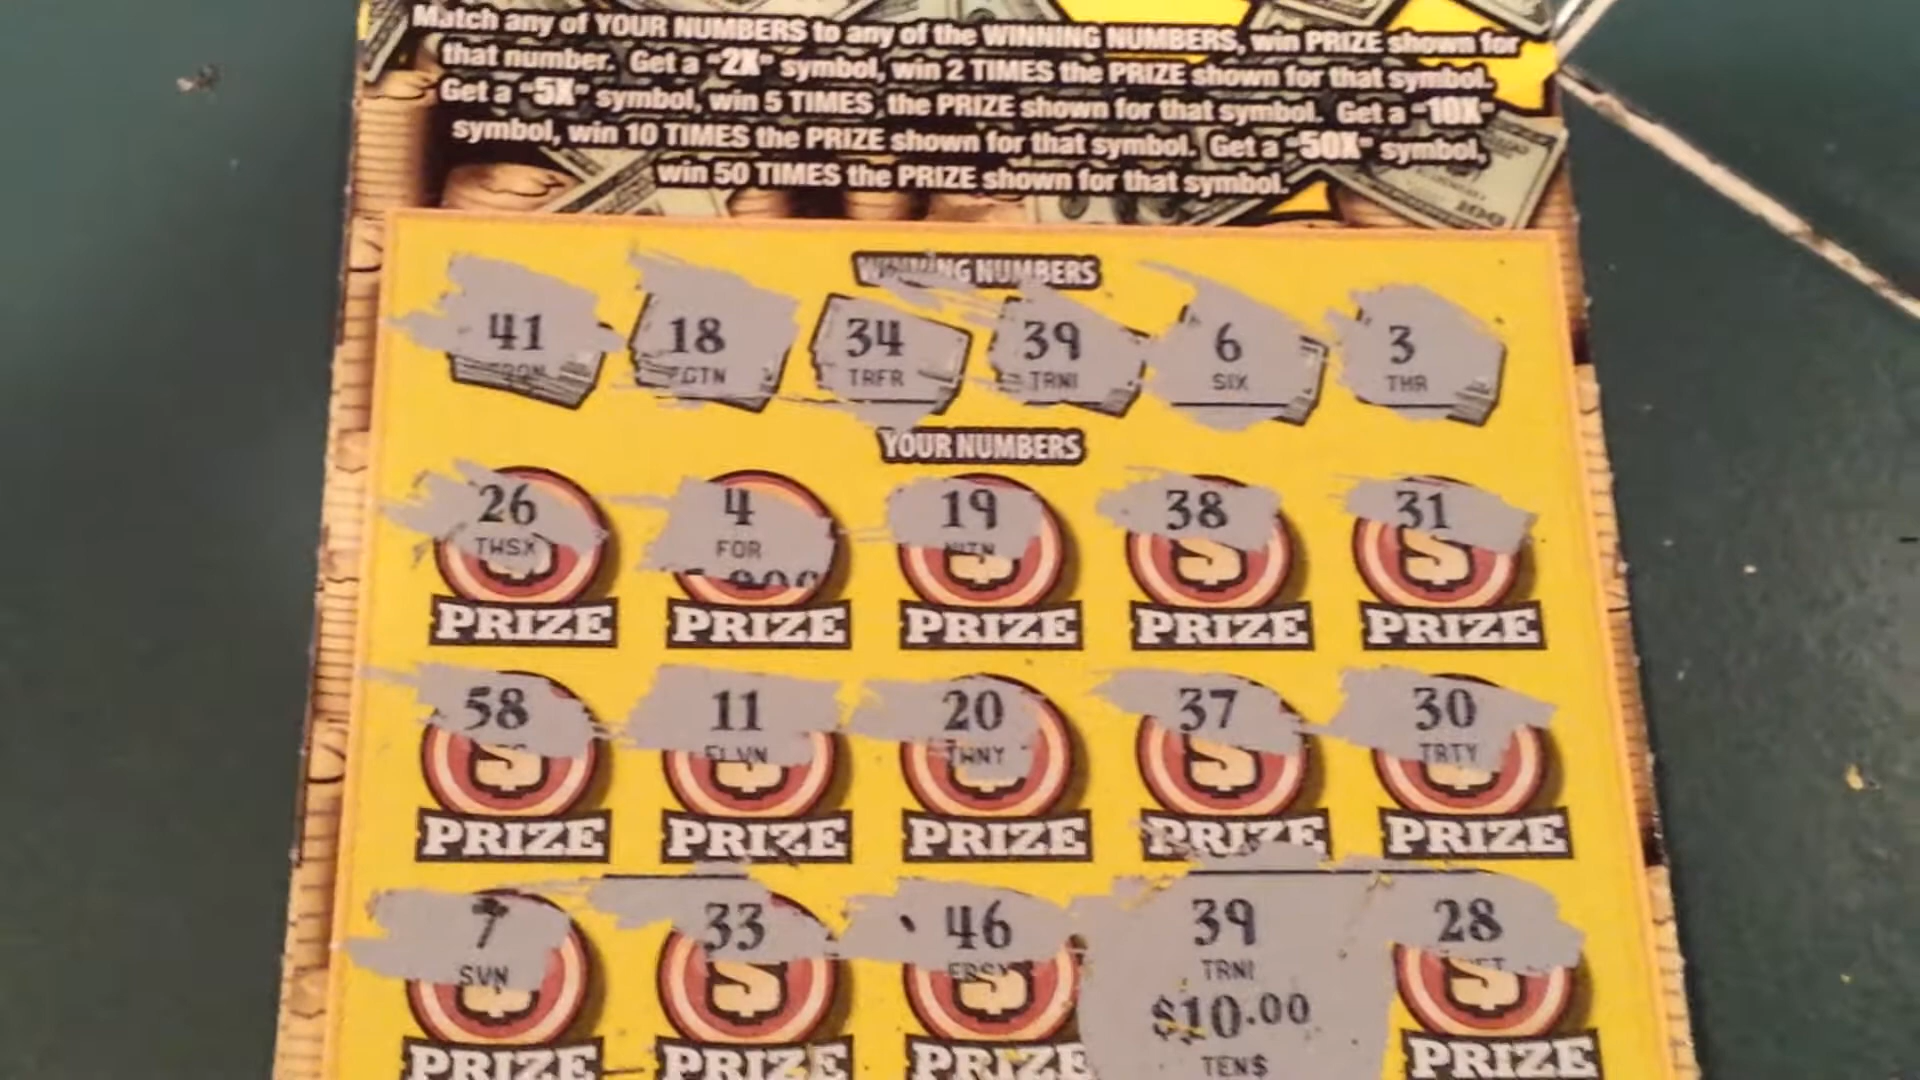 Match any of YOUR NUMBERS to any of the WINNING NUMBERS, win PRIZE shown for
that number. Get a "2X" symbol, win 2 TIMES the PRIZE shown for that symbol.
Get a "5X" symbol, win 5 TIMES the PRIZE shown for that symbol. Get a "10X"
symbol, win 10 TIMES the PRIZE shown for that symbol. Get a "50X" symbol,
win 50 TIMES the PRIZE shown for that symbol.
WINNING NUMBERS
41 18 34 39 6 3
TRFR TRNI SIX THR
YOUR NUMBERS
26 4 19 38 31
TWSX FOR
PRIZE PRIZE PRIZE PRIZE PRIZE
58 11 20 37 30
ELVN TWNY TRTY
PRIZE PRIZE PRIZE PRIZE PRIZE
7 33 46 39 28
SVN TRNI
$10.00
PRIZE PRIZE PRIZE TEN$ PRIZE